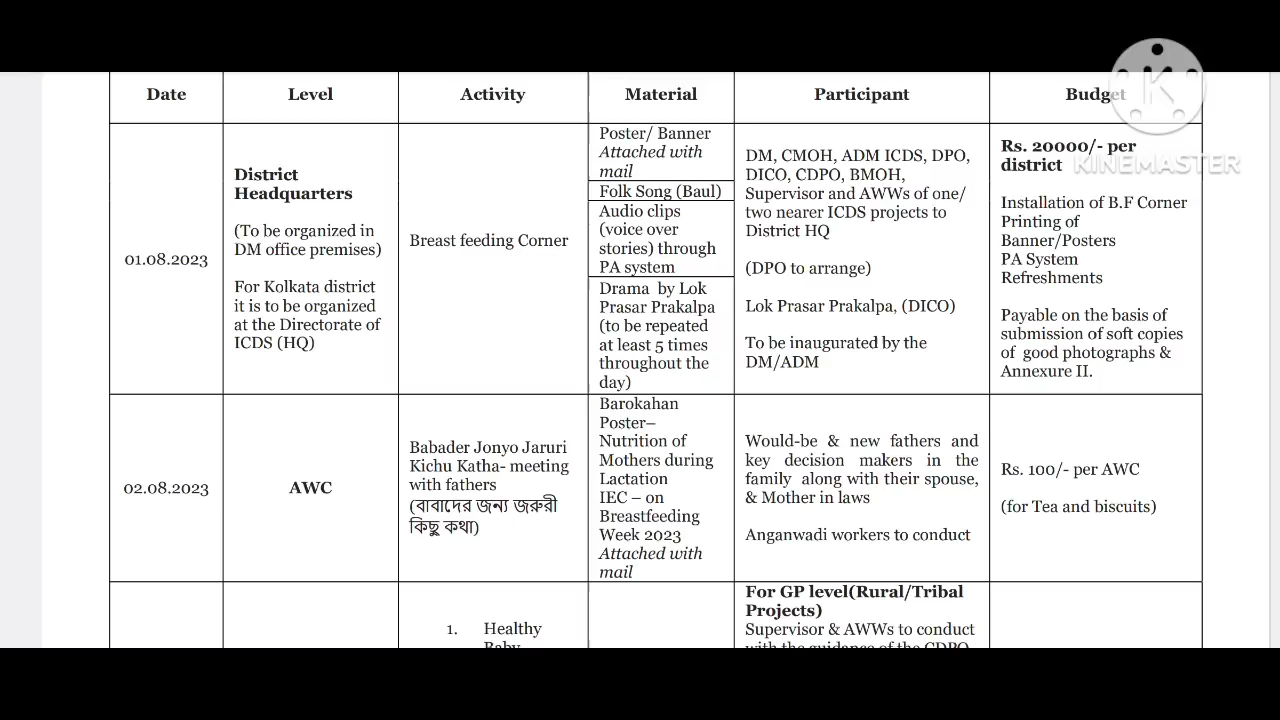 Date Level Activity Material Participant Budget
01.08.2023
District
Headquarters
(To be organized in
DM office premises)
For Kolkata district
it is to be organized
at the Directorate of
ICDS (HQ)
Breast feeding Corner
Poster/ Banner
Attached with
mail
Folk Song (Baul)
Audio clips
(voice over
stories) through
PA system
Drama by Lok
Prasar Prakalpa
(to be repeated
at least 5 times
throughout the
day)
DM, CMOH, ADM ICDS, DPO,
DICO, CDPO, BMOH,
Supervisor and AWWs of one/
two nearer ICDS projects to
District HQ
(DPO to arrange)
Lok Prasar Prakalpa, (DICO)
To be inaugurated by the
DM/ADM
Rs. 20000/- per
district
Installation of B.F Corner
Printing of
Banner/Posters
PA System
Refreshments
Payable on the basis of
submission of soft copies
of good photographs &
Annexure II.
02.08.2023
AWC
Babader Jonyo Jaruri
Kichu Katha- meeting
with fathers
(বাবাদের জন্য জরুরী
কিছু কথা)
Barokahan
Poster–
Nutrition of
Mothers during
Lactation
IEC – on
Breastfeeding
Week 2023
Attached with
mail
Would-be & new fathers and
key decision makers in the
family along with their spouse,
& Mother in laws
Anganwadi workers to conduct
Rs. 100/- per AWC
(for Tea and biscuits)
1. Healthy
Baby
For GP level(Rural/Tribal
Projects)
Supervisor & AWWs to conduct
with the guidance of the CDPO
K
KINEMASTER